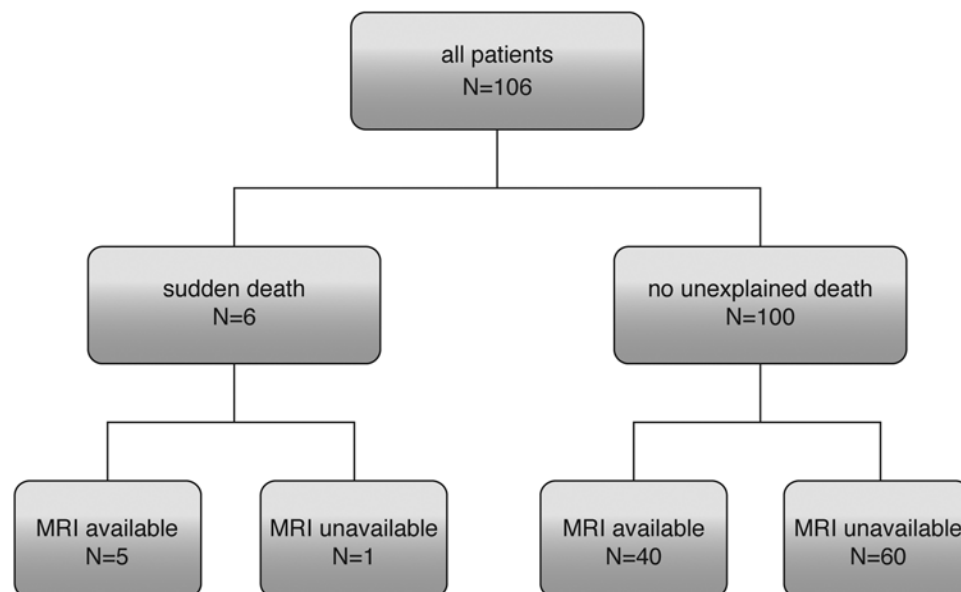 all patients
N=106
sudden death
N=6
no unexplained death
N=100
MRI available
N=5
MRI unavailable
N=1
MRI available
N=40
MRI unavailable
N=60